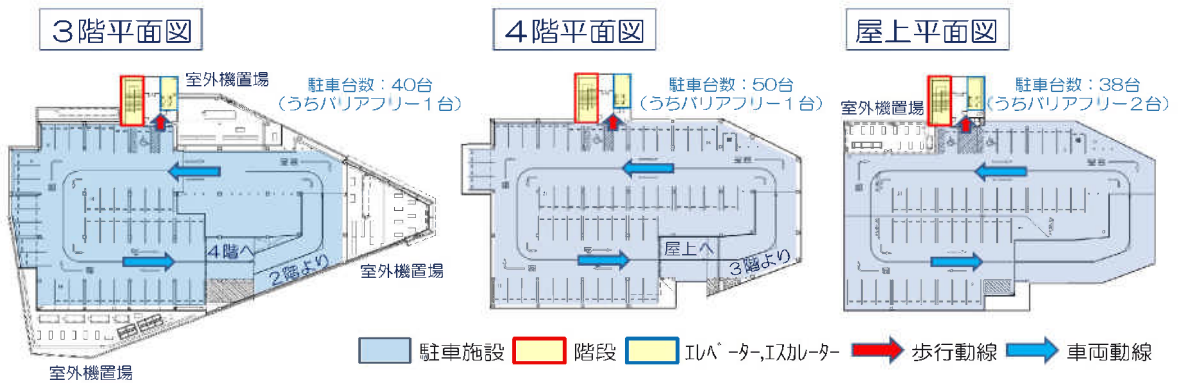 3階平面図
4階平面図
屋上平面図
室外機置場
駐車台数：40台
（うちバリアフリー1台）
4階へ
2階より
室外機置場
室外機置場
駐車台数：50台
（うちバリアフリー1台）
屋上へ
3階より
室外機置場
駐車台数：38台
（うちバリアフリー2台）
駐車施設
階段
ｴﾚﾍﾞｰﾀｰ,ｴｽｶﾚｰﾀｰ
歩行動線
車両動線